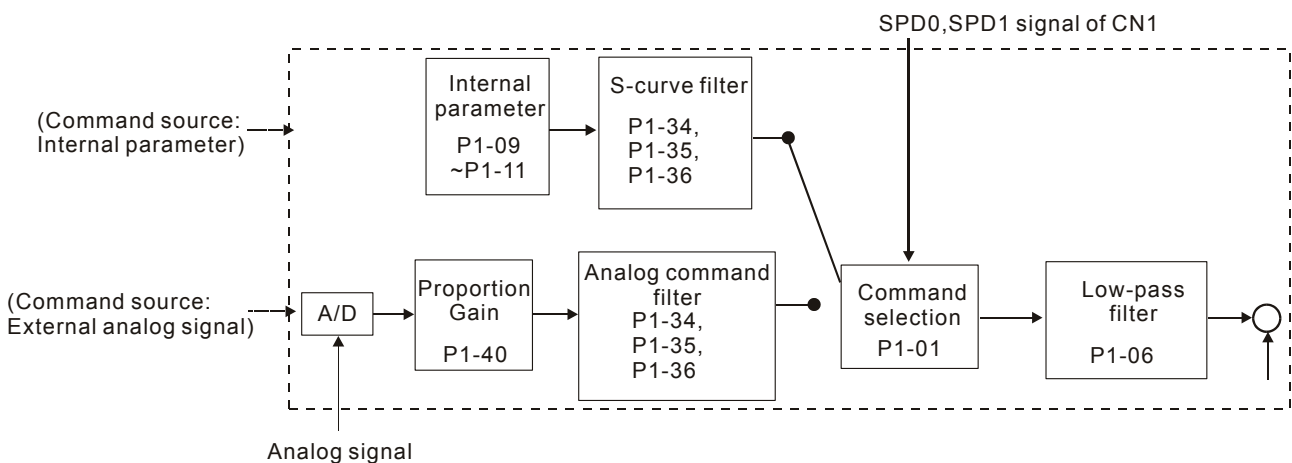 SPD0,SPD1 signal of CN1
(Command source:
Internal parameter)
Internal
parameter
P1-09
~P1-11
S-curve filter
P1-34,
P1-35,
P1-36
(Command source:
External analog signal)
A/D
Proportion
Gain
P1-40
Analog command
filter
P1-34,
P1-35,
P1-36
Command
selection
P1-01
Low-pass
filter
P1-06
Analog signal